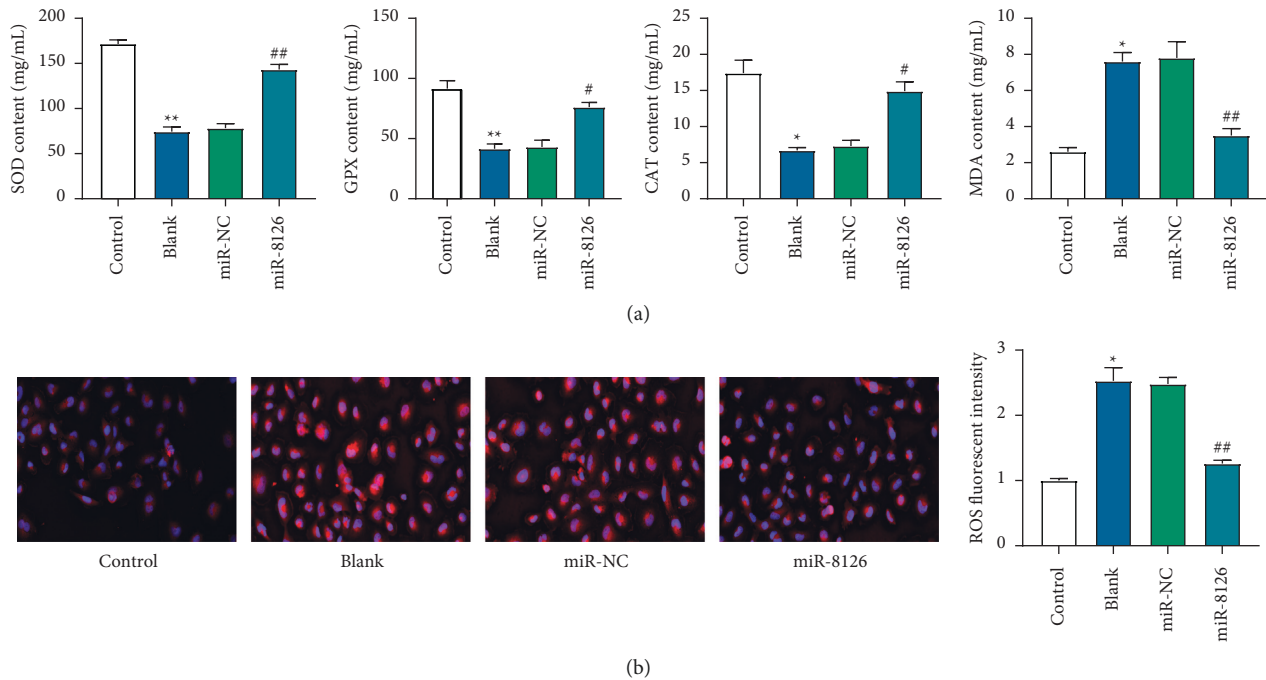 SOD content (mg/mL)
200
150
100
50
0
**
##
Control
Blank
miR-NC
miR-8126
GPX content (mg/mL)
150
100
50
0
**
#
Control
Blank
miR-NC
miR-8126
CAT content (mg/mL)
25
20
15
10
5
0
*
#
Control
Blank
miR-NC
miR-8126
MDA content (mg/mL)
10
8
6
4
2
0
*
##
Control
Blank
miR-NC
miR-8126
(a)
Control
Blank
miR-NC
miR-8126
ROS fluorescent intensity
3
2
1
0
*
##
Control
Blank
miR-NC
miR-8126
(b)